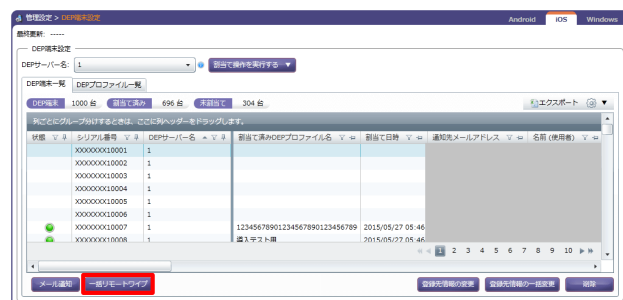 管理設定 > DEP端末設定
Android iOS Windows
最終更新: -----
DEP端末設定
DEPサーバー名: 1 割当て操作を実行する ▼
DEP端末一覧 DEPプロファイル一覧
DEP端末 1000 台 割当て済み 696 台 未割当て 304 台 エクスポート ▼
列ごとにグループ分けするときは、ここに列ヘッダーをドラッグします。
状態 シリアル番号 DEPサーバー名 割当て済みDEPプロファイル名 割当て日時 通知先メールアドレス 名前 (使用者)
XXXXXXX10001 1
XXXXXXX10002 1
XXXXXXX10003 1
XXXXXXX10004 1
XXXXXXX10005 1
XXXXXXX10006 1
XXXXXXX10007 1 12345678901234567890123456789 2015/05/27 05:46
XXXXXXX10008 1 導入テスト用 2015/05/27 05:46
1 2 3 4 5 6 7 8 9 10
メール通知 一括リモートワイプ 登録先情報の変更 登録先情報の一括変更 削除